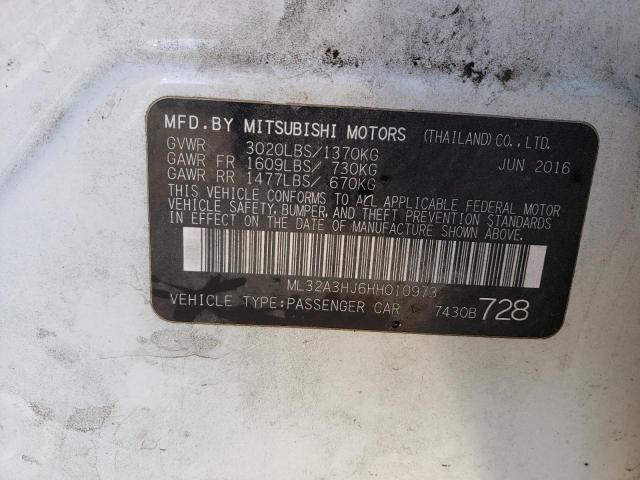 MFD.BY MITSUBISHI MOTORS (THAILAND)CO.,LTD.
GVWR 3020LBS/1370KG JUN 2016
GAWR FR 1609LBS/ 730KG
GAWR RR 1477LBS/ 670KG
THIS VEHICLE CONFORMS TO ALL APPLICABLE FEDERAL MOTOR
VEHICLE SAFETY, BUMPER, AND THEFT PREVENTION STANDARDS
IN EFFECT ON THE DATE OF MANUFACTURE SHOWN ABOVE.
ML32A3HJ6HH010973
VEHICLE TYPE:PASSENGER CAR 7430B 728